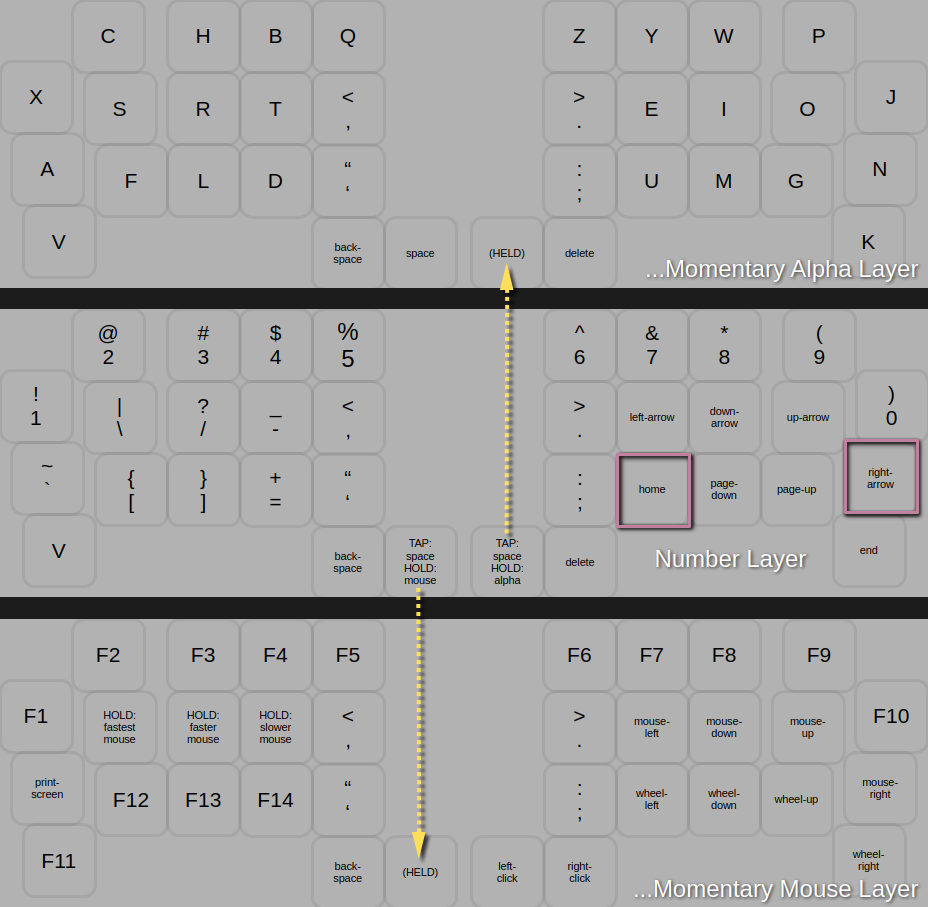 C H B Q Z Y W P
X S R T < > E I O J
, .
A F L D “ : U M G N
‘ ;
V back- space (HELD) delete K
space
...Momentary Alpha Layer
@ # $ % ^ & * (
2 3 4 5 6 7 8 9
! | ? _ < > left-arrow down- up-arrow )
1 \ / - , . arrow 0
~ { } + “ : home page- page-up right-
` [ ] = ‘ ; down arrow
V back- TAP: TAP: delete end
space space space
HOLD: HOLD:
mouse alpha
Number Layer
F2 F3 F4 F5 F6 F7 F8 F9
F1 HOLD: HOLD: HOLD: < > mouse- mouse- mouse- F10
fastest faster slower , . left down up
mouse mouse mouse
print- F12 F13 F14 “ : wheel- wheel- wheel-up mouse-
screen ‘ ; left down right
F11 back- (HELD) left- right- wheel-
space click click right
...Momentary Mouse Layer